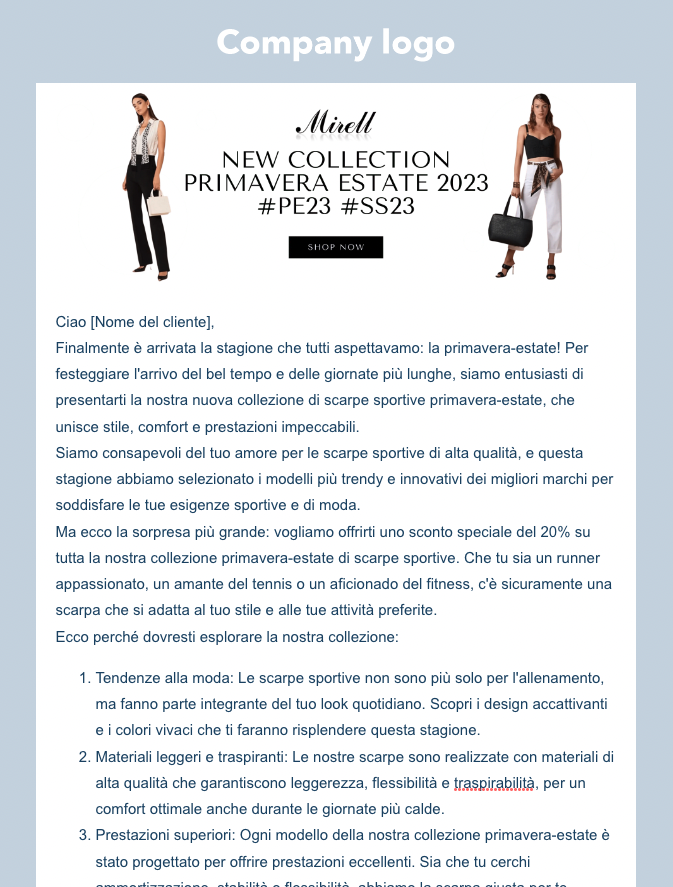 Company logo
Mirell
NEW COLLECTION
PRIMAVERA ESTATE 2023
#PE23 #SS23
SHOP NOW
Ciao [Nome del cliente],
Finalmente è arrivata la stagione che tutti aspettavamo: la primavera-estate! Per
festeggiare l'arrivo del bel tempo e delle giornate più lunghe, siamo entusiasti di
presentarti la nostra nuova collezione di scarpe sportive primavera-estate, che
unisce stile, comfort e prestazioni impeccabili.
Siamo consapevoli del tuo amore per le scarpe sportive di alta qualità, e questa
stagione abbiamo selezionato i modelli più trendy e innovativi dei migliori marchi per
soddisfare le tue esigenze sportive e di moda.
Ma ecco la sorpresa più grande: vogliamo offrirti uno sconto speciale del 20% su
tutta la nostra collezione primavera-estate di scarpe sportive. Che tu sia un runner
appassionato, un amante del tennis o un aficionado del fitness, c'è sicuramente una
scarpa che si adatta al tuo stile e alle tue attività preferite.
Ecco perché dovresti esplorare la nostra collezione:
1. Tendenze alla moda: Le scarpe sportive non sono più solo per l'allenamento,
ma fanno parte integrante del tuo look quotidiano. Scopri i design accattivanti
e i colori vivaci che ti faranno risplendere questa stagione.
2. Materiali leggeri e traspiranti: Le nostre scarpe sono realizzate con materiali di
alta qualità che garantiscono leggerezza, flessibilità e traspirabilità, per un
comfort ottimale anche durante le giornate più calde.
3. Prestazioni superiori: Ogni modello della nostra collezione primavera-estate è
stato progettato per offrire prestazioni eccellenti. Sia che tu cerchi
ammortizzazione, stabilità o flessibilità, abbiamo la scarpa giusta per te